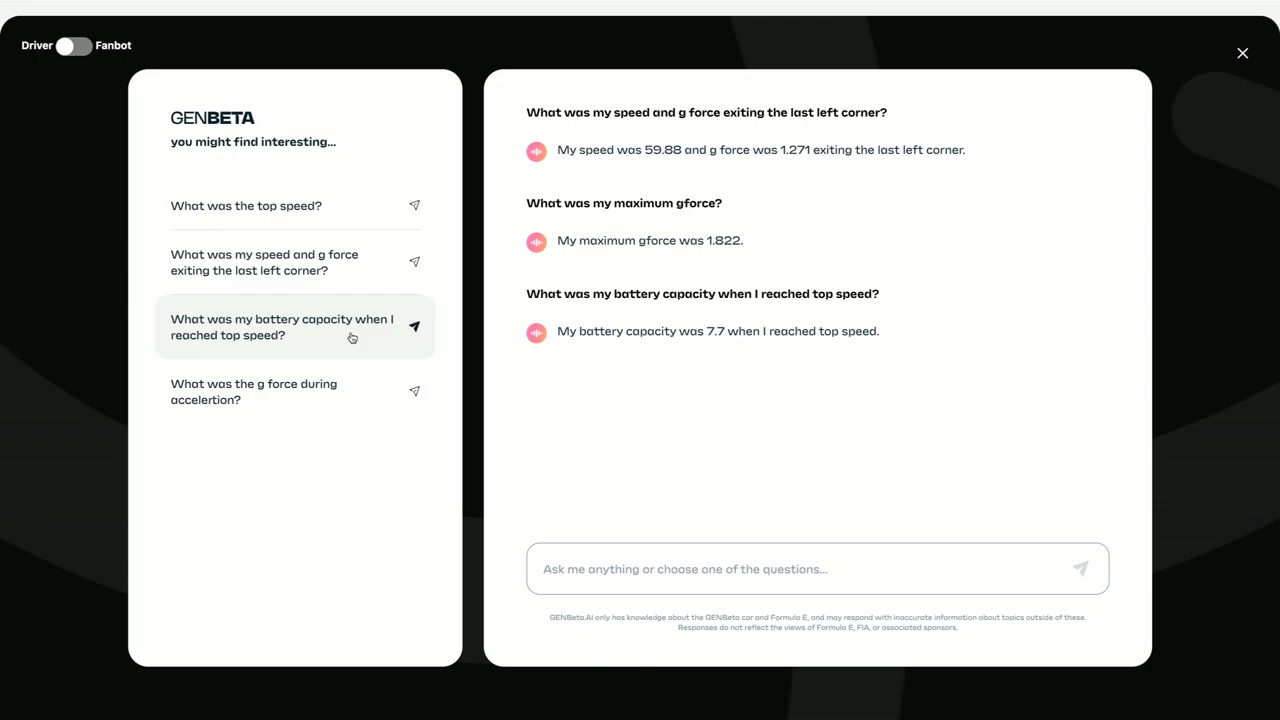 Driver Fanbot
GENBETA
you might find interesting...
What was the top speed?
What was my speed and g force
exiting the last left corner?
What was my battery capacity when I
reached top speed?
What was the g force during
accelertion?
What was my speed and g force exiting the last left corner?
My speed was 59.88 and g force was 1.271 exiting the last left corner.
What was my maximum gforce?
My maximum gforce was 1.822.
What was my battery capacity when I reached top speed?
My battery capacity was 7.7 when I reached top speed.
Ask me anything or choose one of the questions...
GENBeta.AI only has knowledge about the GENBeta car and Formula E, and may respond with inaccurate information about topics outside of these.
Responses do not reflect the views of Formula E, FIA, or associated sponsors.